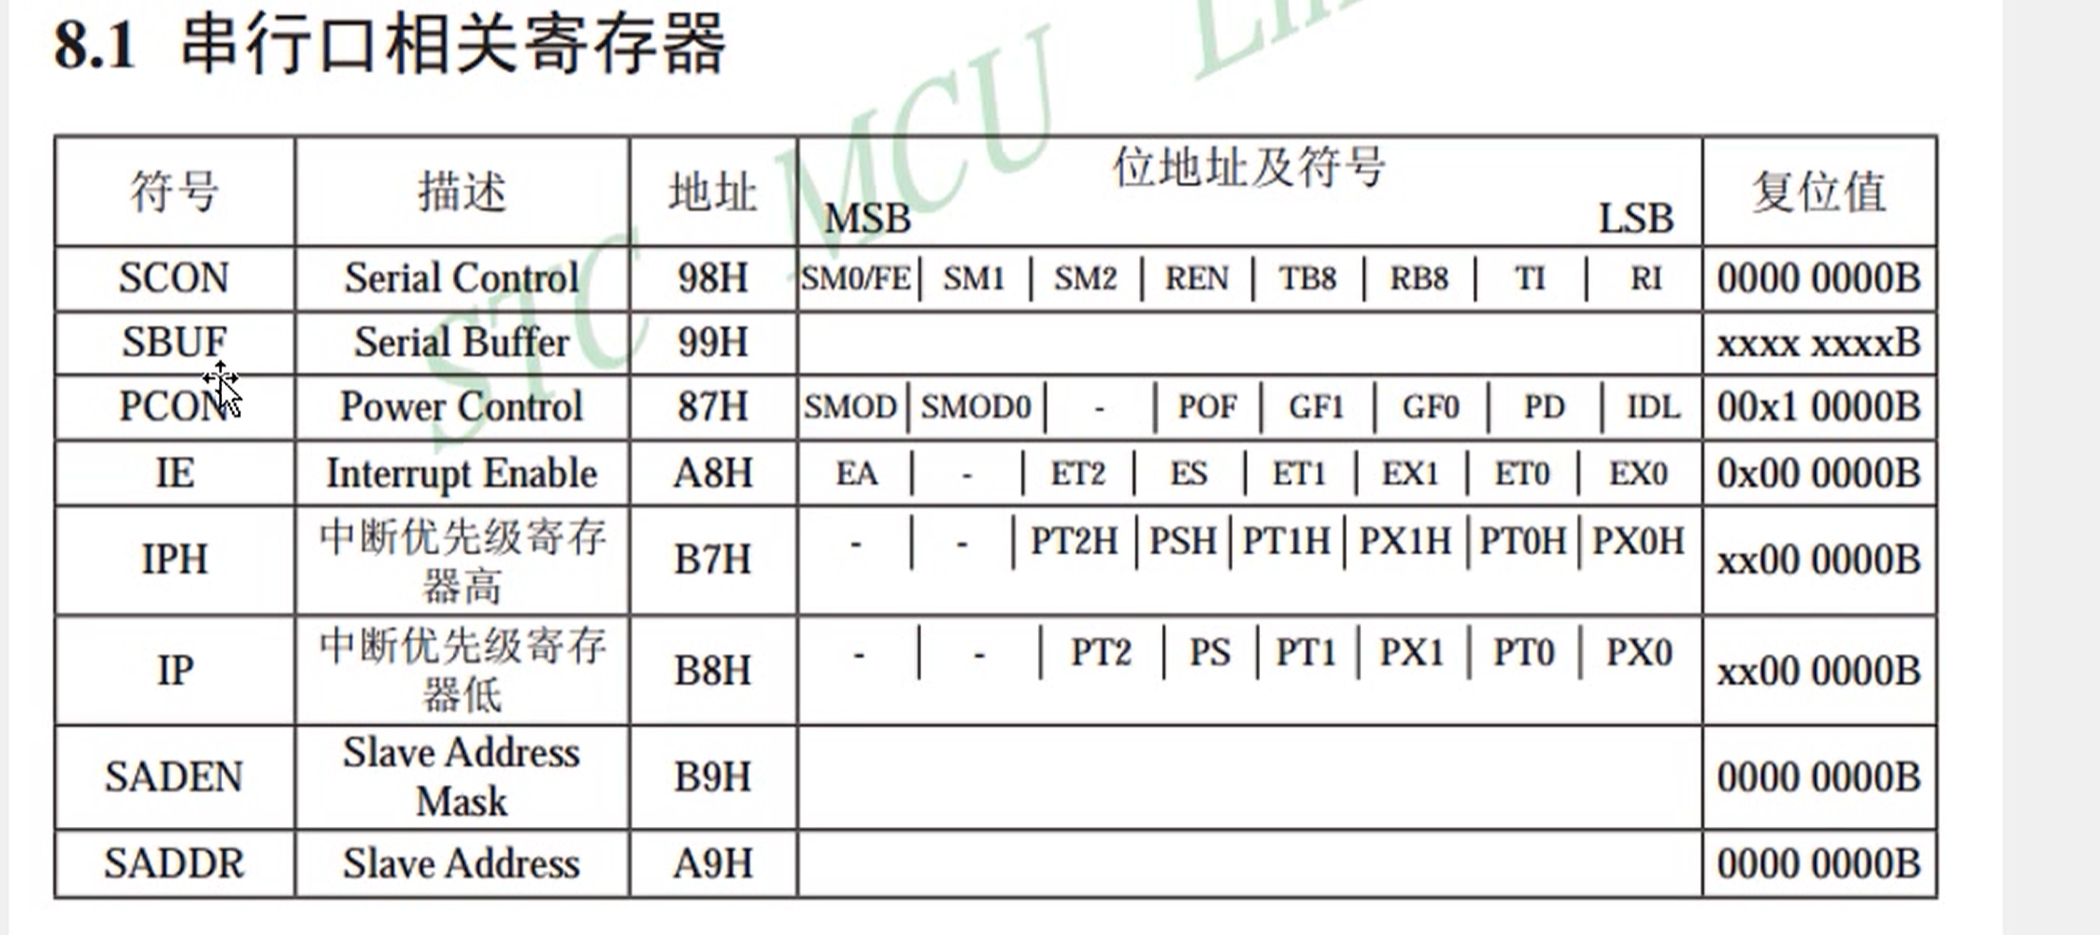 8.1 串行口相关寄存器
STC MCU
符号 描述 地址 位地址及符号 复位值
MSB LSB
SCON Serial Control 98H SM0/FE | SM1 | SM2 | REN | TB8 | RB8 | TI | RI 0000 0000B
SBUF Serial Buffer 99H xxxx xxxxB
PCON Power Control 87H SMOD | SMOD0 | - | POF | GF1 | GF0 | PD | IDL 00x1 0000B
IE Interrupt Enable A8H EA | - | ET2 | ES | ET1 | EX1 | ET0 | EX0 0x00 0000B
IPH 中断优先级寄存 B7H - | - | PT2H | PSH | PT1H | PX1H | PT0H | PX0H xx00 0000B
器高
IP 中断优先级寄存 B8H - | - | PT2 | PS | PT1 | PX1 | PT0 | PX0 xx00 0000B
器低
SADEN Slave Address B9H 0000 0000B
Mask
SADDR Slave Address A9H 0000 0000B